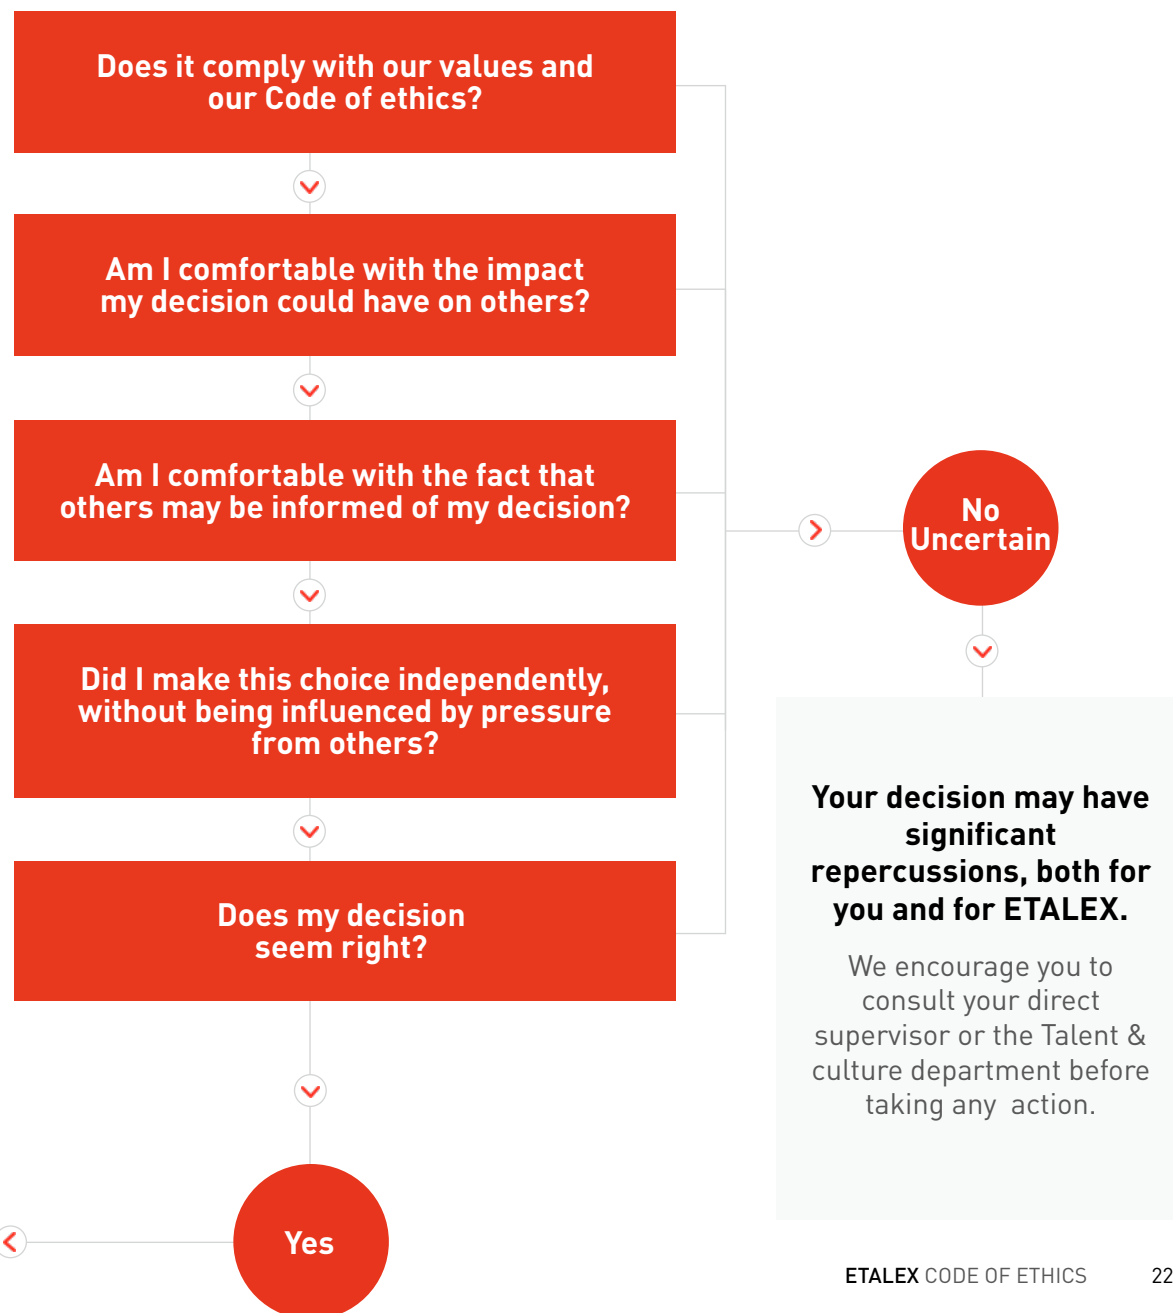 Does it comply with our values and
our Code of ethics?
Am I comfortable with the impact
my decision could have on others?
Am I comfortable with the fact that
others may be informed of my decision?
Did I make this choice independently,
without being influenced by pressure
from others?
Does my decision
seem right?
Yes
No
Uncertain
Your decision may have
significant
repercussions, both for
you and for ETALEX.
We encourage you to
consult your direct
supervisor or the Talent &
culture department before
taking any action.
ETALEX CODE OF ETHICS 22